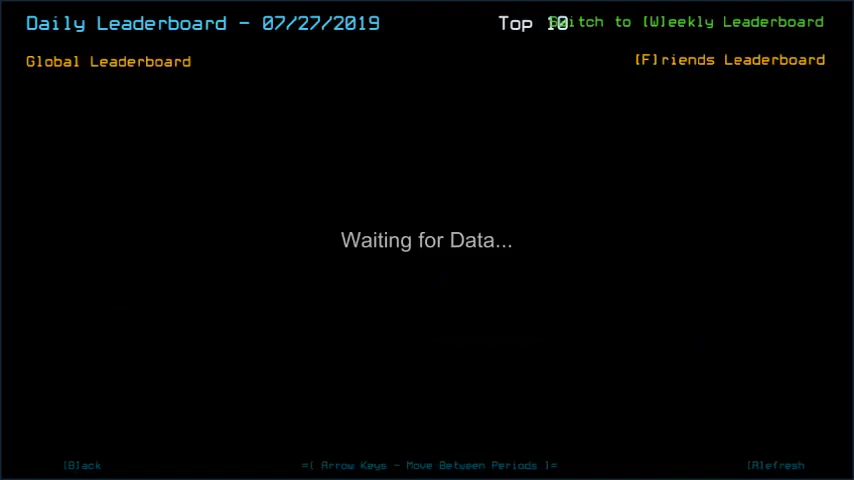 Daily Leaderboard - 07/27/2019
Top 10
Switch to [W]eekly Leaderboard
Global Leaderboard
[F]riends Leaderboard
Waiting for Data...
[B]ack
=[ Arrow Keys - Move Between Periods ]=
[R]efresh